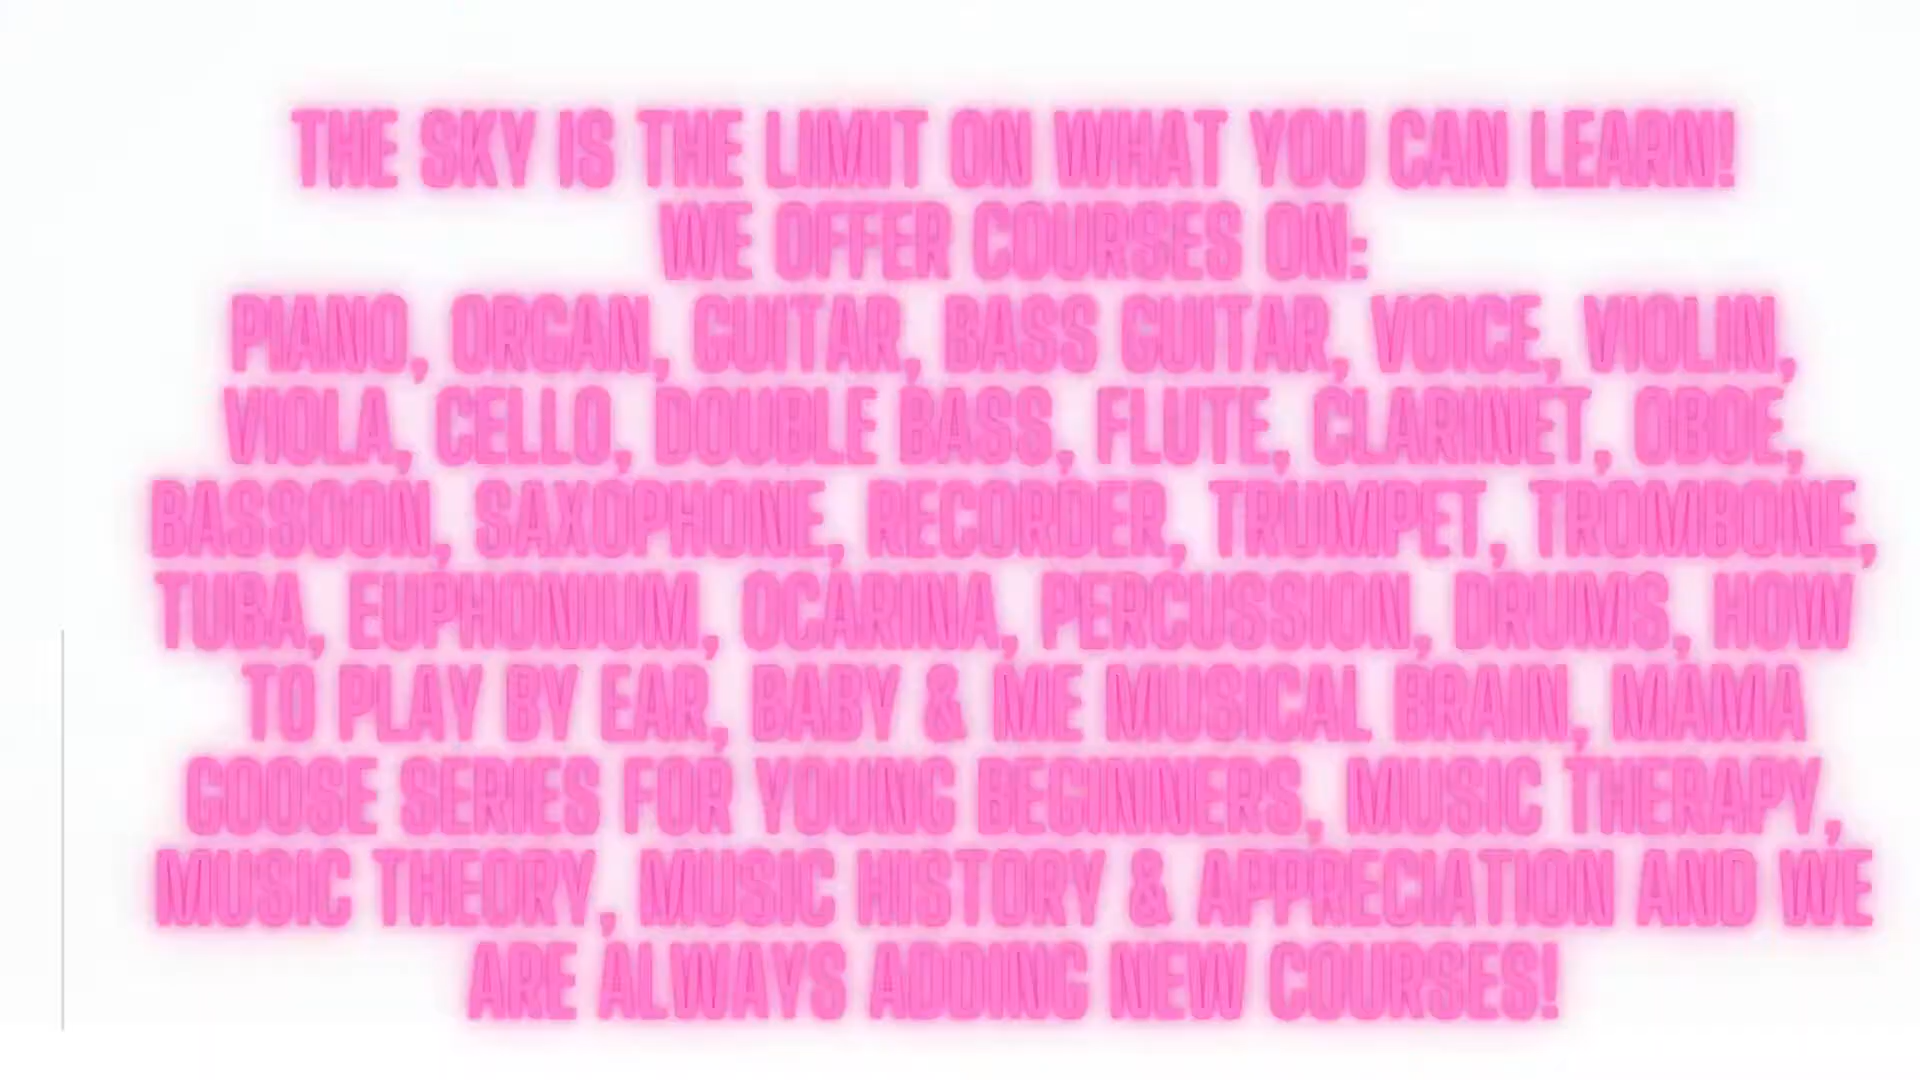 THE SKY IS THE LIMIT ON WHAT YOU CAN LEARN!
WE OFFER COURSES ON:
PIANO, ORGAN, GUITAR, BASS GUITAR, VOICE, VIOLIN,
VIOLA, CELLO, DOUBLE BASS, FLUTE, CLARINET, OBOE,
BASSOON, SAXOPHONE, RECORDER, TRUMPET, TROMBONE,
TUBA, EUPHONIUM, OCARINA, PERCUSSION, DRUMS, HOW
TO PLAY BY EAR, BABY & ME MUSICAL BRAIN, MAMA
GOOSE SERIES FOR YOUNG BEGINNERS, MUSIC THERAPY,
MUSIC THEORY, MUSIC HISTORY & APPRECIATION AND WE
ARE ALWAYS ADDING NEW COURSES!